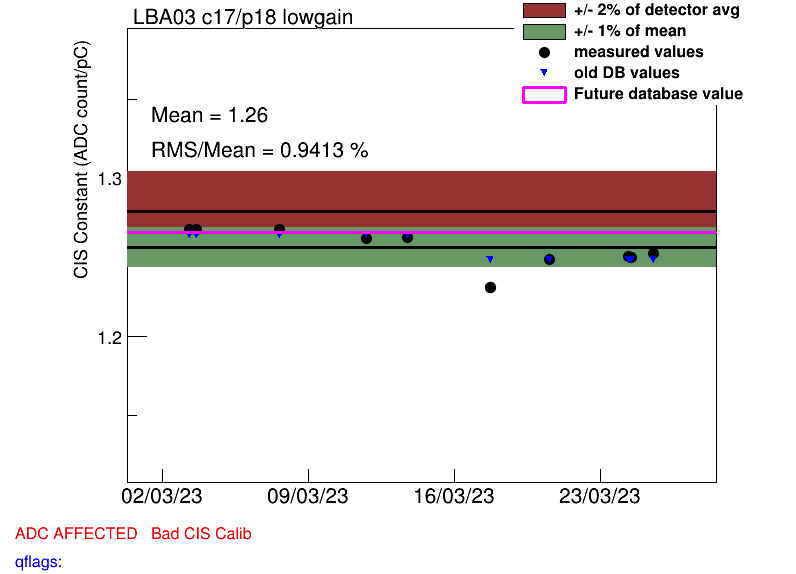 LBA03 c17/p18 lowgain
+/- 2% of detector avg
+/- 1% of mean
measured values
old DB values
Future database value
Mean = 1.26
RMS/Mean = 0.9413 %
CIS Constant (ADC count/pC)
1.3
1.2
02/03/23 09/03/23 16/03/23 23/03/23
ADC AFFECTED Bad CIS Calib
qflags: